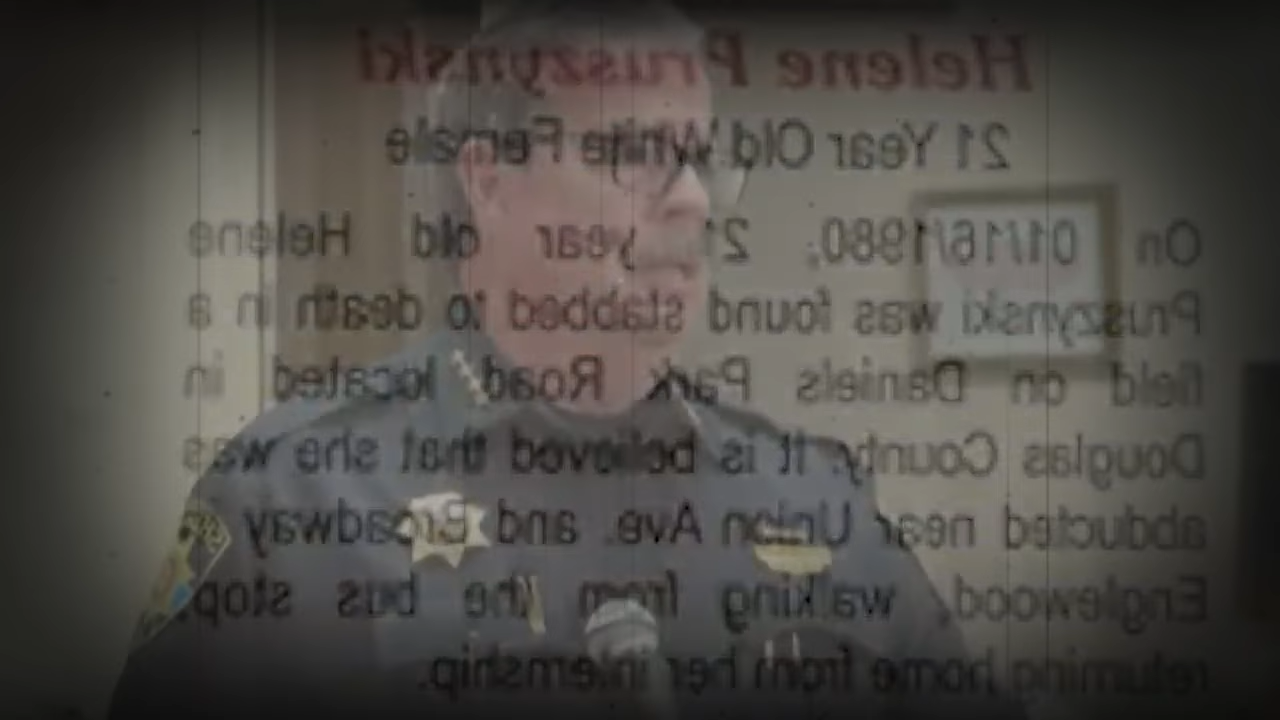 Helene Pruszynski
21 Year Old White Female
On 01/16/1980, 21 year old Helene
Pruszynski was found stabbed to death in a
field on Daniels Park Road located in
Douglas County. It is believed that she was
abducted near Union Ave. and Broadway
Englewood, walking from the bus stop,
returning home from her internship.